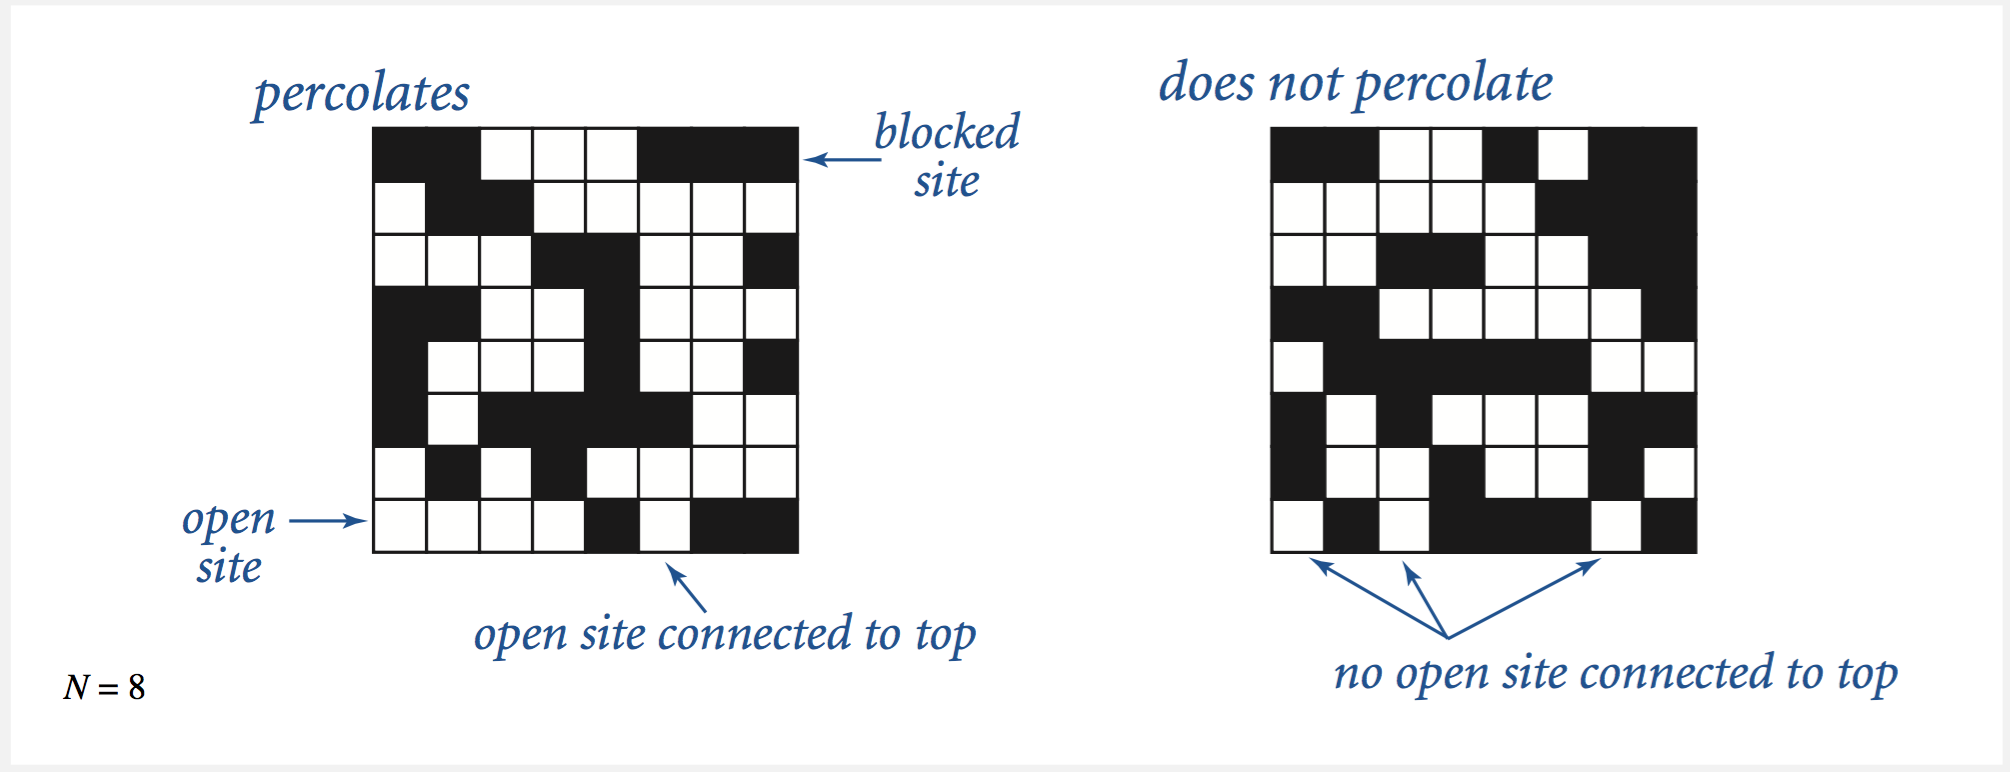 percolates
blocked
site
open
site
open site connected to top
does not percolate
no open site connected to top
N = 8